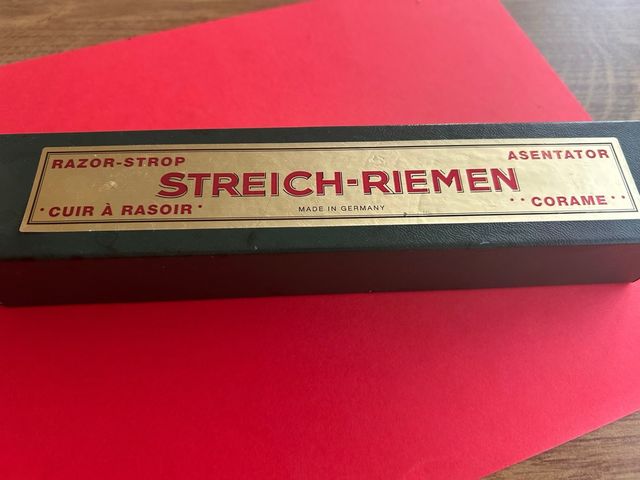 RAZOR-STROP ASENTATOR
STREICH-RIEMEN
• CUIR À RASOIR • MADE IN GERMANY • • CORAME • •